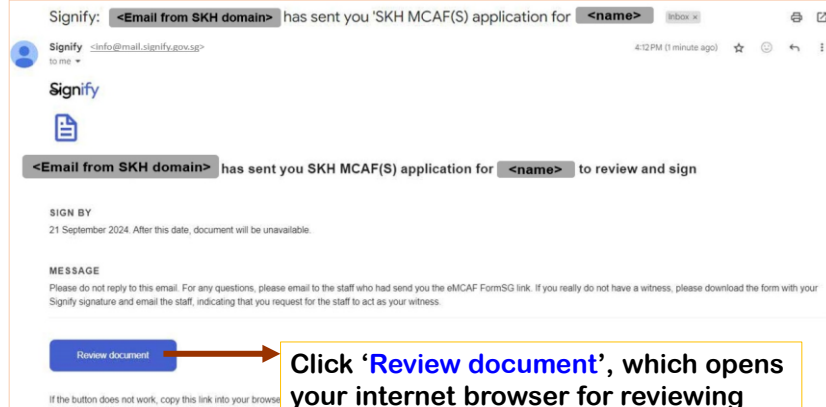 Signify: <Email from SKH domain> has sent you 'SKH MCAF(S) application for <name> Inbox x
Signify <info@mail.signify.gov.sg> 4:12 PM (1 minute ago)
to me
Signify
<Email from SKH domain> has sent you SKH MCAF(S) application for <name> to review and sign
SIGN BY
21 September 2024. After this date, document will be unavailable.
MESSAGE
Please do not reply to this email. For any questions, please email to the staff who had send you the eMCAF FormSG link. If you really do not have a witness, please download the form with your
Signify signature and email the staff, indicating that you request for the staff to act as your witness.
Review document
Click ‘Review document’, which opens
your internet browser for reviewing
If the button does not work, copy this link into your browse